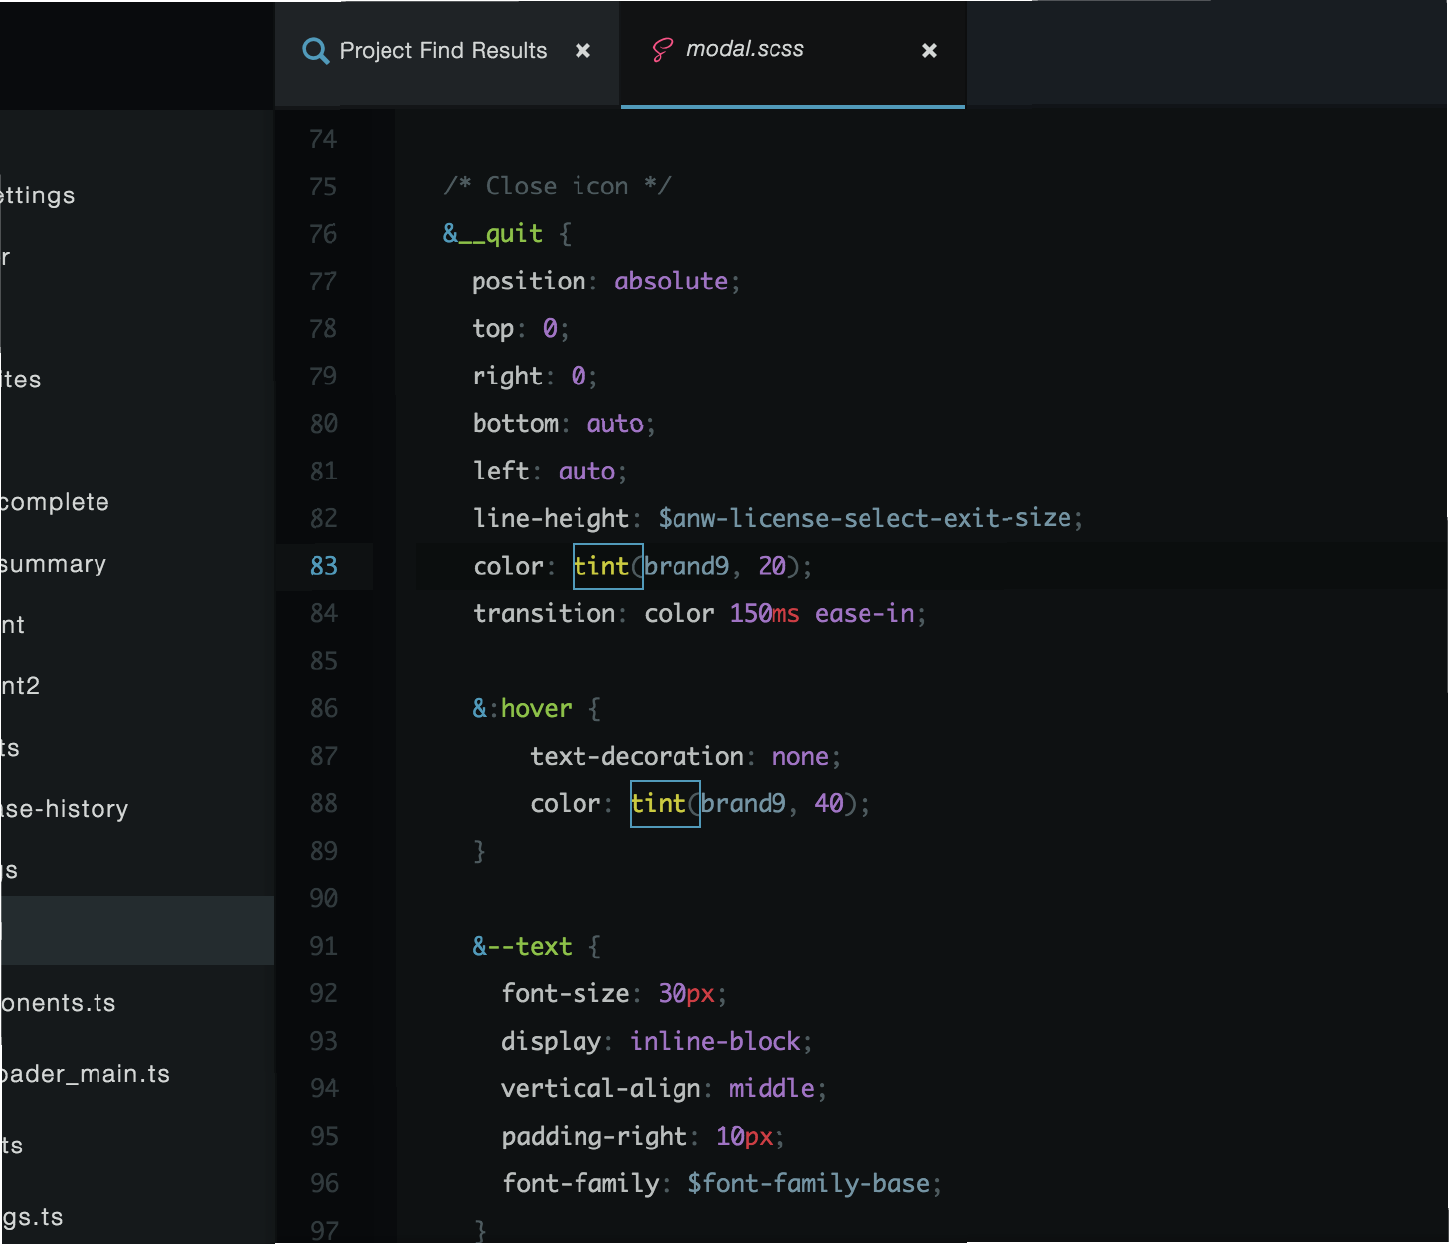 Project Find Results ×
modal.scss ×
ettings
r
ites
complete
summary
nt
nt2
ts
ase-history
gs
onents.ts
oader_main.ts
ts
gs.ts
74
75 /* Close icon */
76 &__quit {
77 position: absolute;
78 top: 0;
79 right: 0;
80 bottom: auto;
81 left: auto;
82 line-height: $anw-license-select-exit-size;
83 color: tint(brand9, 20);
84 transition: color 150ms ease-in;
85
86 &:hover {
87 text-decoration: none;
88 color: tint(brand9, 40);
89 }
90
91 &--text {
92 font-size: 30px;
93 display: inline-block;
94 vertical-align: middle;
95 padding-right: 10px;
96 font-family: $font-family-base;
97 }